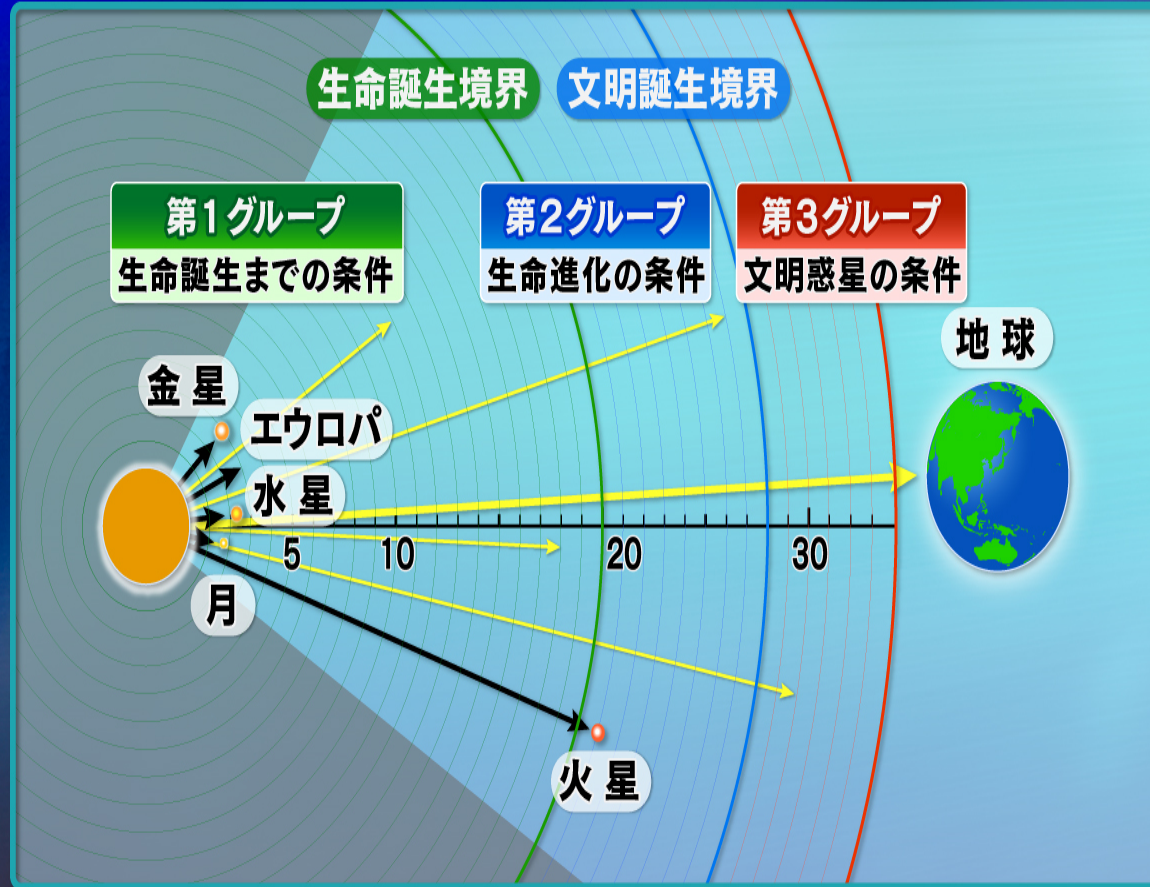 生命誕生境界
文明誕生境界
第1グループ
生命誕生までの条件
第2グループ
生命進化の条件
第3グループ
文明惑星の条件
地球
金星
エウロパ
水星
5
10
20
30
月
火星